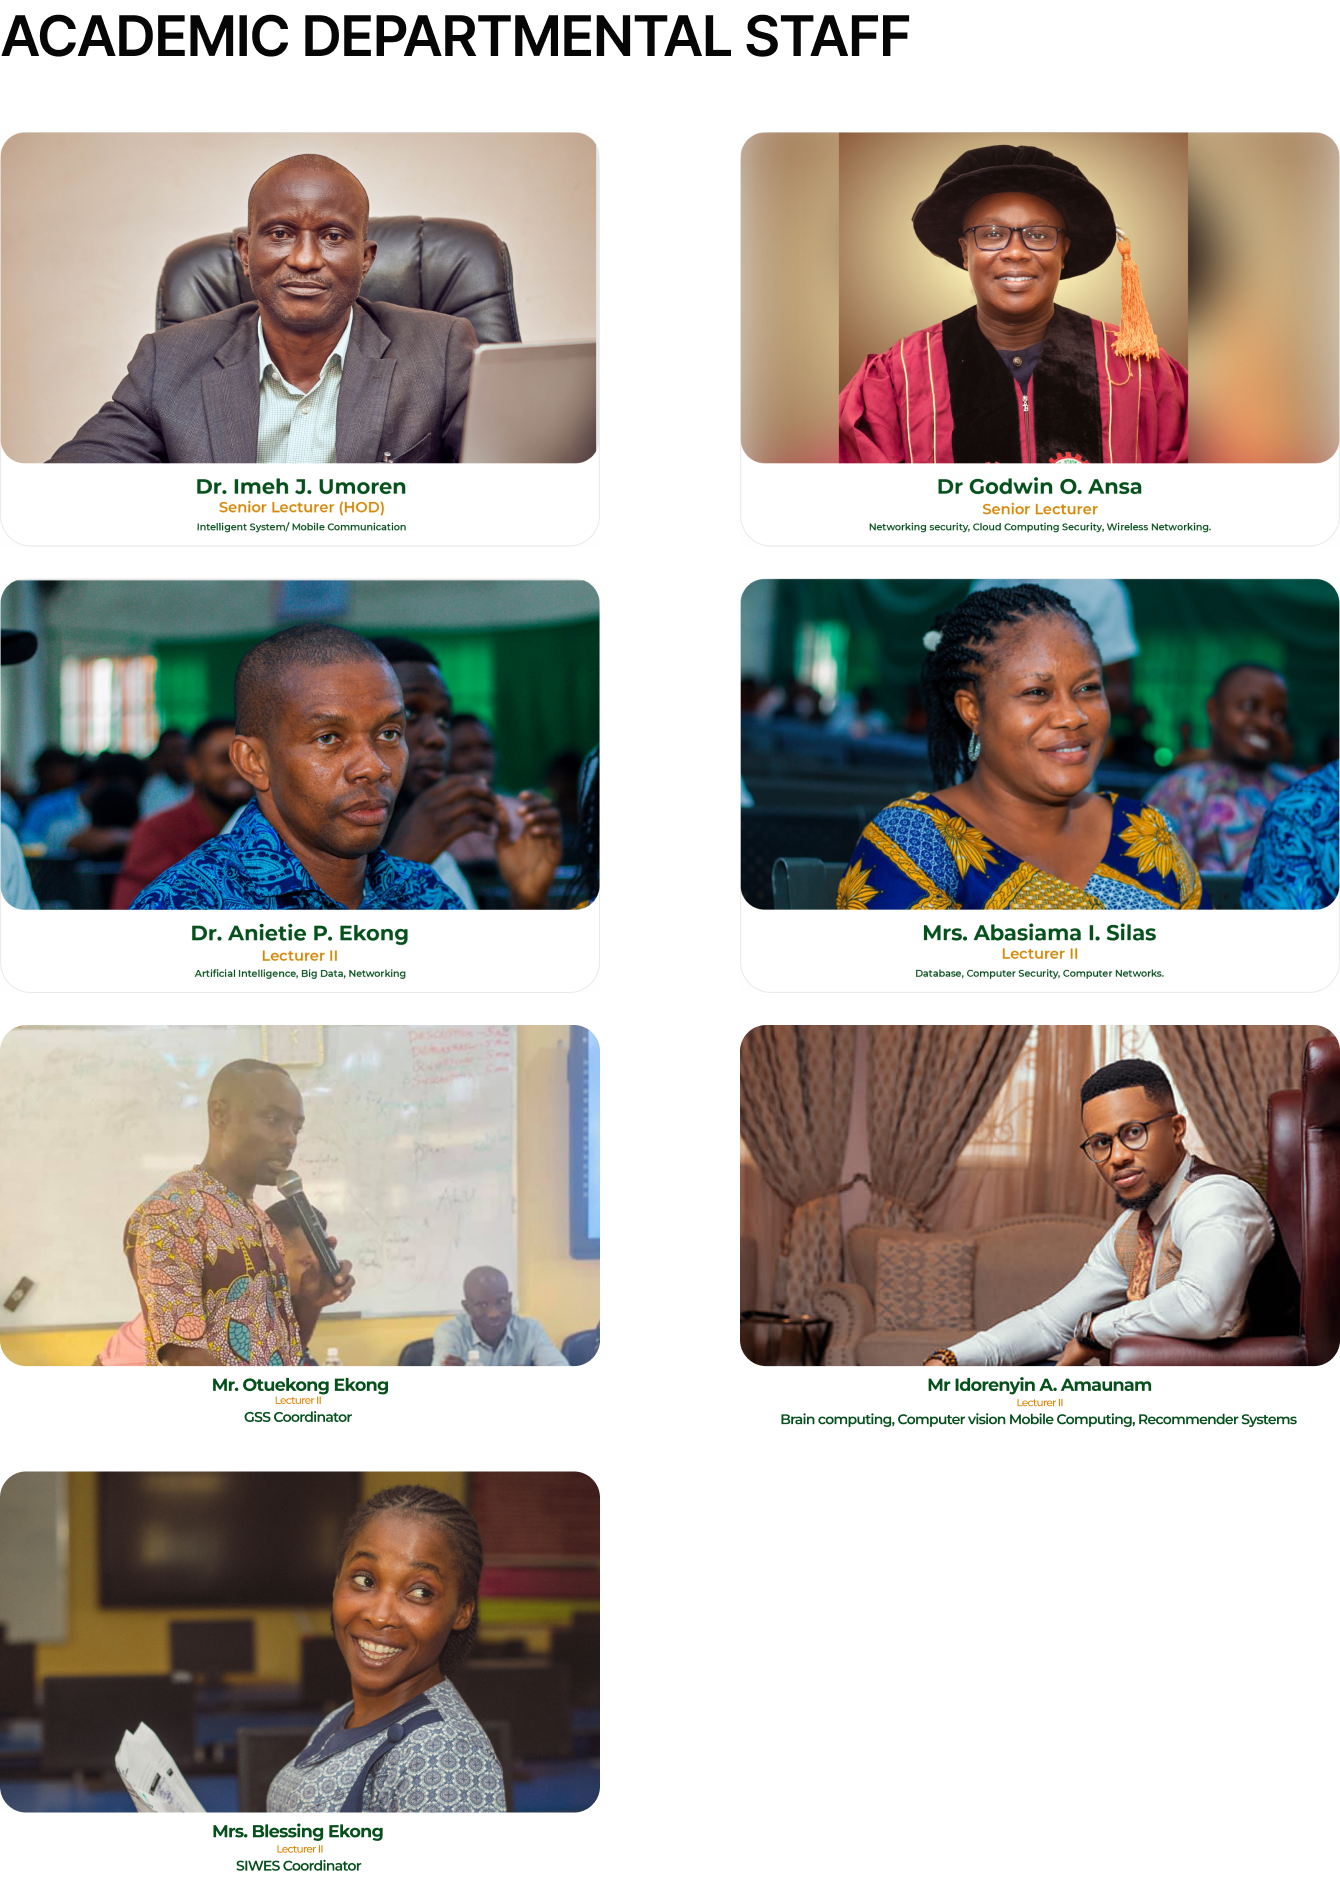 ACADEMIC DEPARTMENTAL STAFF
Dr. Imeh J. Umoren
Senior Lecturer (HOD)
Intelligent System/ Mobile Communication
Dr Godwin O. Ansa
Senior Lecturer
Networking security, Cloud Computing Security, Wireless Networking.
Dr. Anietie P. Ekong
Lecturer II
Artificial Intelligence, Big Data, Networking
Mrs. Abasiama I. Silas
Lecturer II
Database, Computer Security, Computer Networks.
Mr. Otuekong Ekong
Lecturer II
GSS Coordinator
Mr Idorenyin A. Amaunam
Lecturer II
Brain computing, Computer vision Mobile Computing, Recommender Systems
Mrs. Blessing Ekong
Lecturer II
SIWES Coordinator